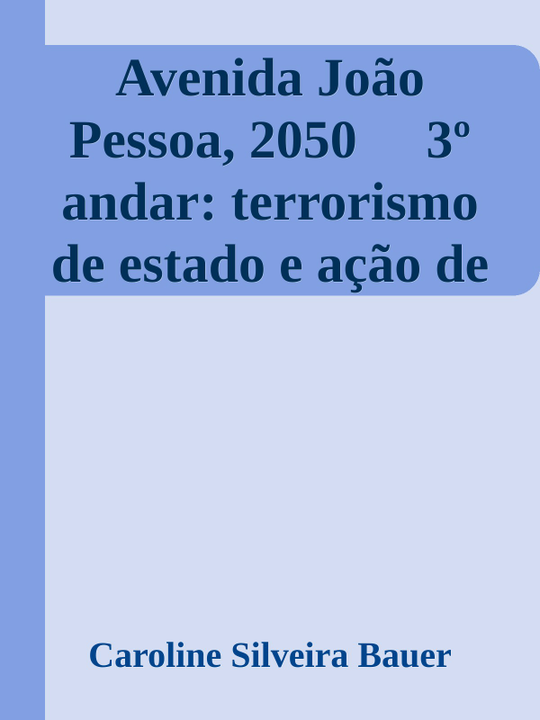 Avenida João
Pessoa, 2050 3º
andar: terrorismo
de estado e ação de
Caroline Silveira Bauer